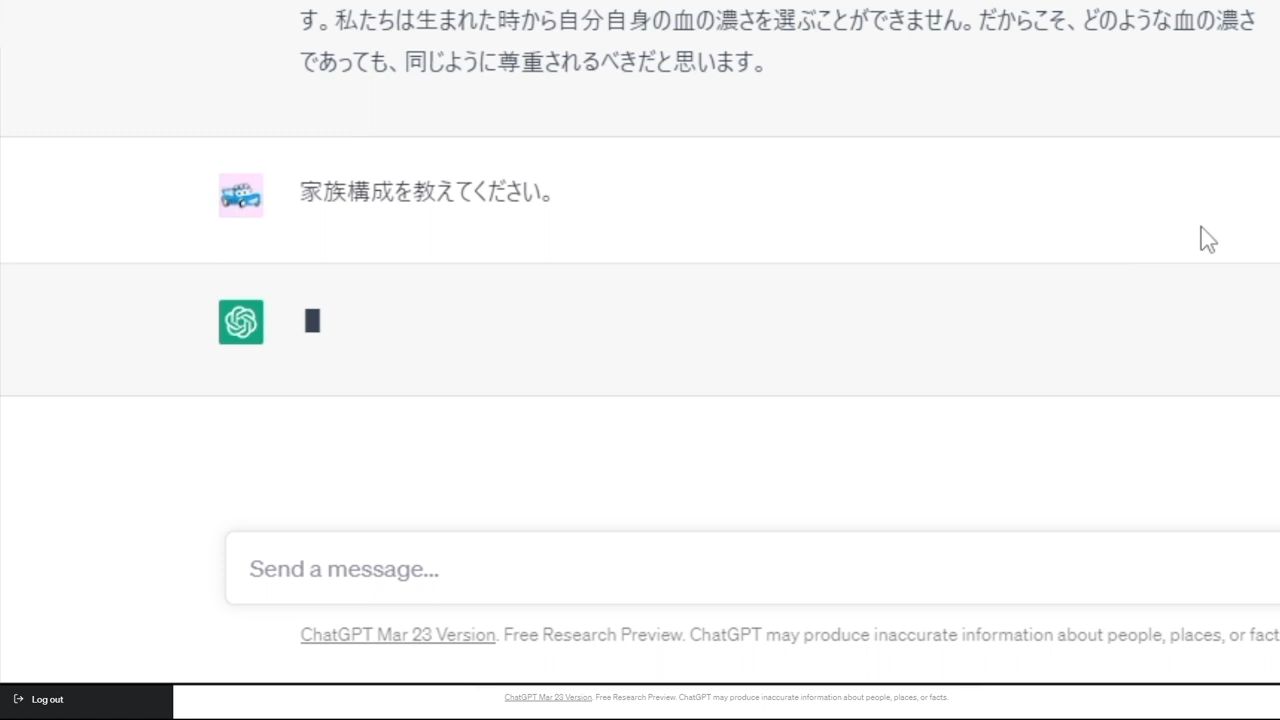 す。私たちは生まれた時から自分自身の血の濃さを選ぶことができません。だからこそ、どのような血の濃さ
であっても、同じように尊重されるべきだと思います。
家族構成を教えてください。
Send a message...
ChatGPT Mar 23 Version. Free Research Preview. ChatGPT may produce inaccurate information about people, places, or fact
Log out
ChatGPT Mar 23 Version. Free Research Preview. ChatGPT may produce inaccurate information about people, places, or facts.